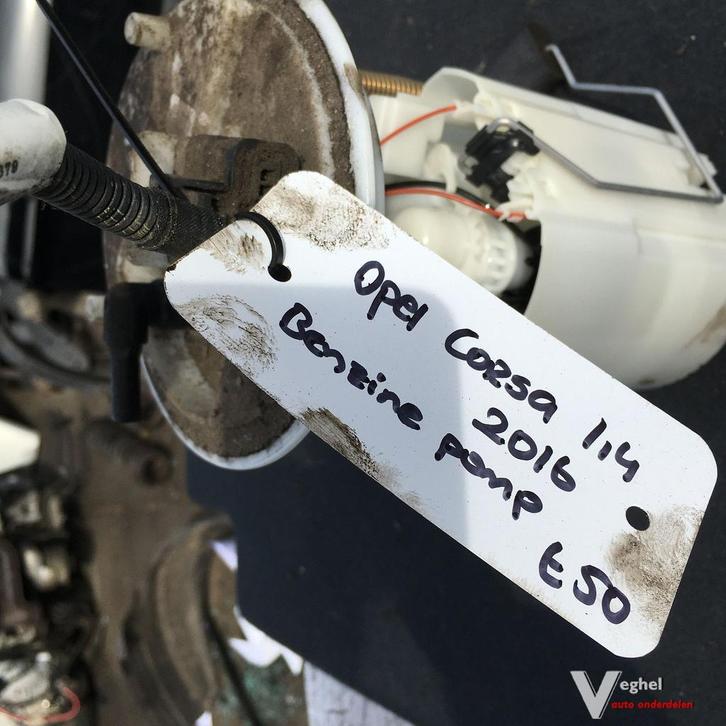 Opel Corsa 1.4
2016
Benzine pomp
€50
Veghel
auto onderdelen